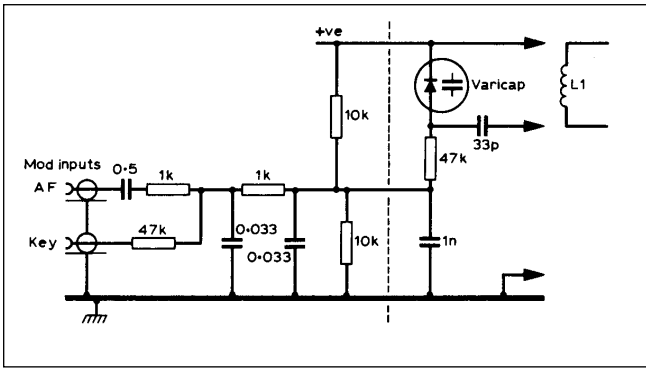 +ve
Varicap
L1
10k
33p
47k
Mod inputs
AF
0·5
1k
1k
Key
47k
0·033
0·033
10k
1n